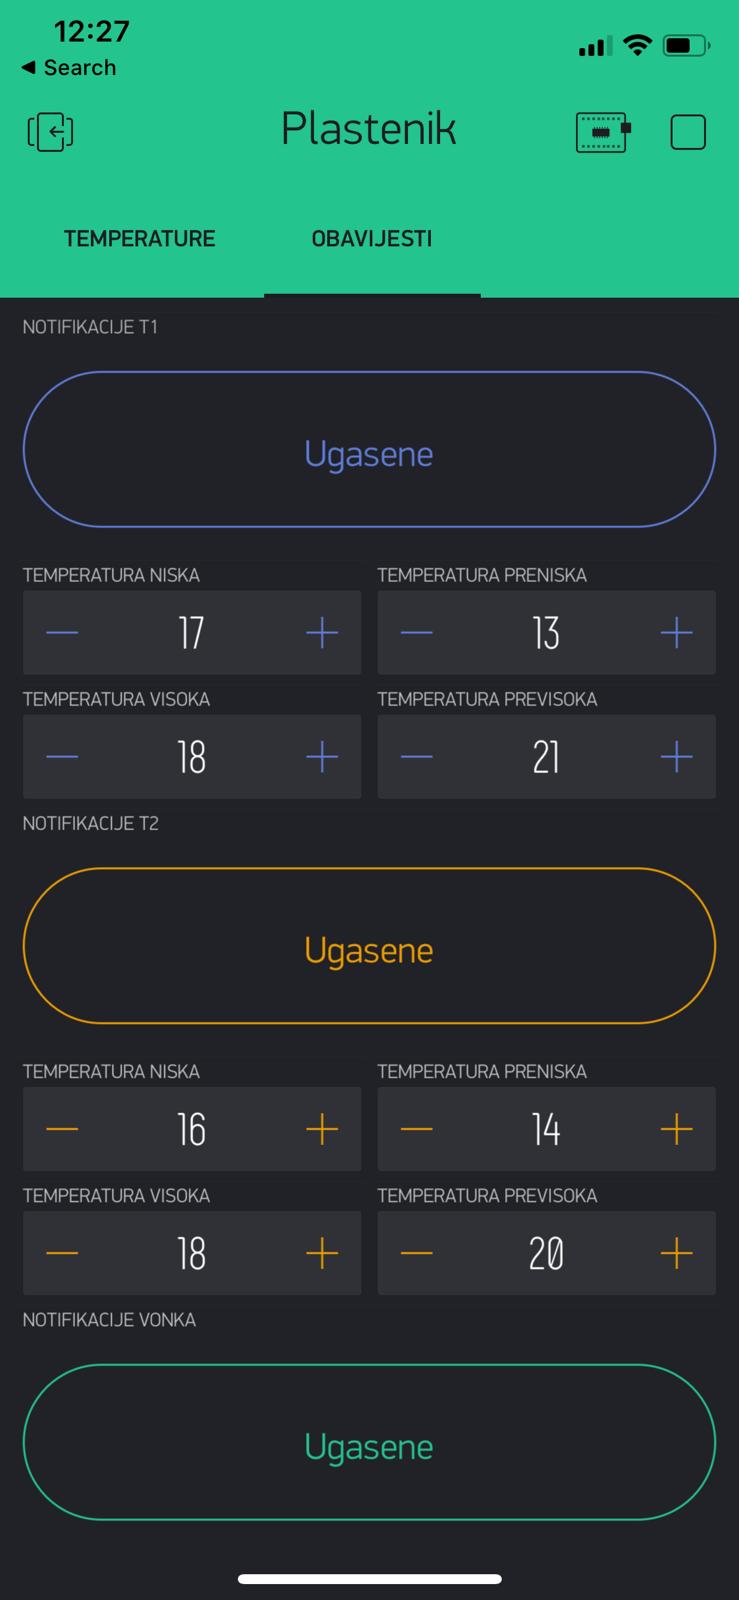 12:27
◀ Search
Plastenik
TEMPERATURE OBAVIJESTI
NOTIFIKACIJE T1
Ugasene
TEMPERATURA NISKA TEMPERATURA PRENISKA
— 17 + — 13 +
TEMPERATURA VISOKA TEMPERATURA PREVISOKA
— 18 + — 21 +
NOTIFIKACIJE T2
Ugasene
TEMPERATURA NISKA TEMPERATURA PRENISKA
— 16 + — 14 +
TEMPERATURA VISOKA TEMPERATURA PREVISOKA
— 18 + — 20 +
NOTIFIKACIJE VONKA
Ugasene